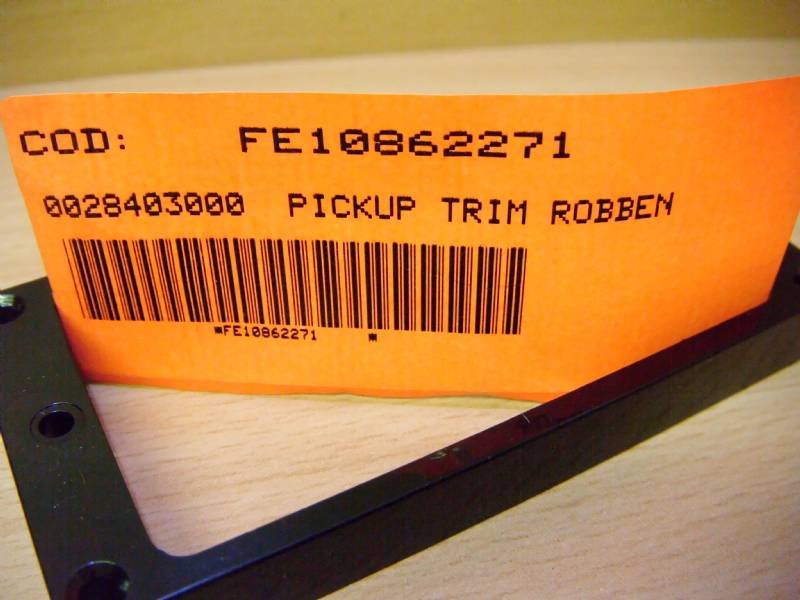 COD: FE10862271
0028403000 PICKUP TRIM ROBBEN
*FE10862271 *